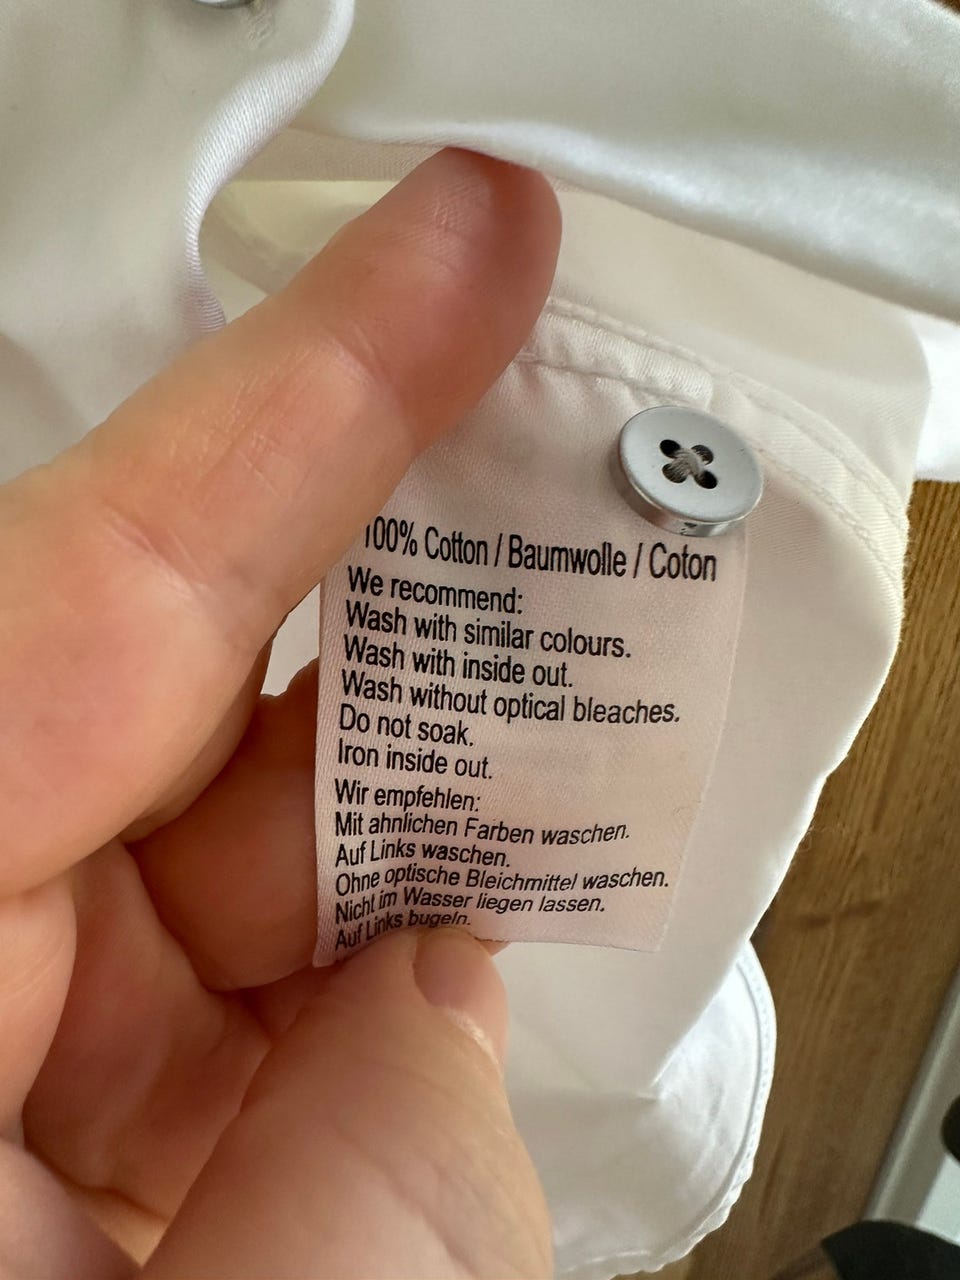 100% Cotton / Baumwolle / Coton
We recommend:
Wash with similar colours.
Wash with inside out.
Wash without optical bleaches.
Do not soak.
Iron inside out.
Wir empfehlen:
Mit ahnlichen Farben waschen.
Auf Links waschen.
Ohne optische Bleichmittel waschen.
Nicht im Wasser liegen lassen.
Auf Links bugeln.